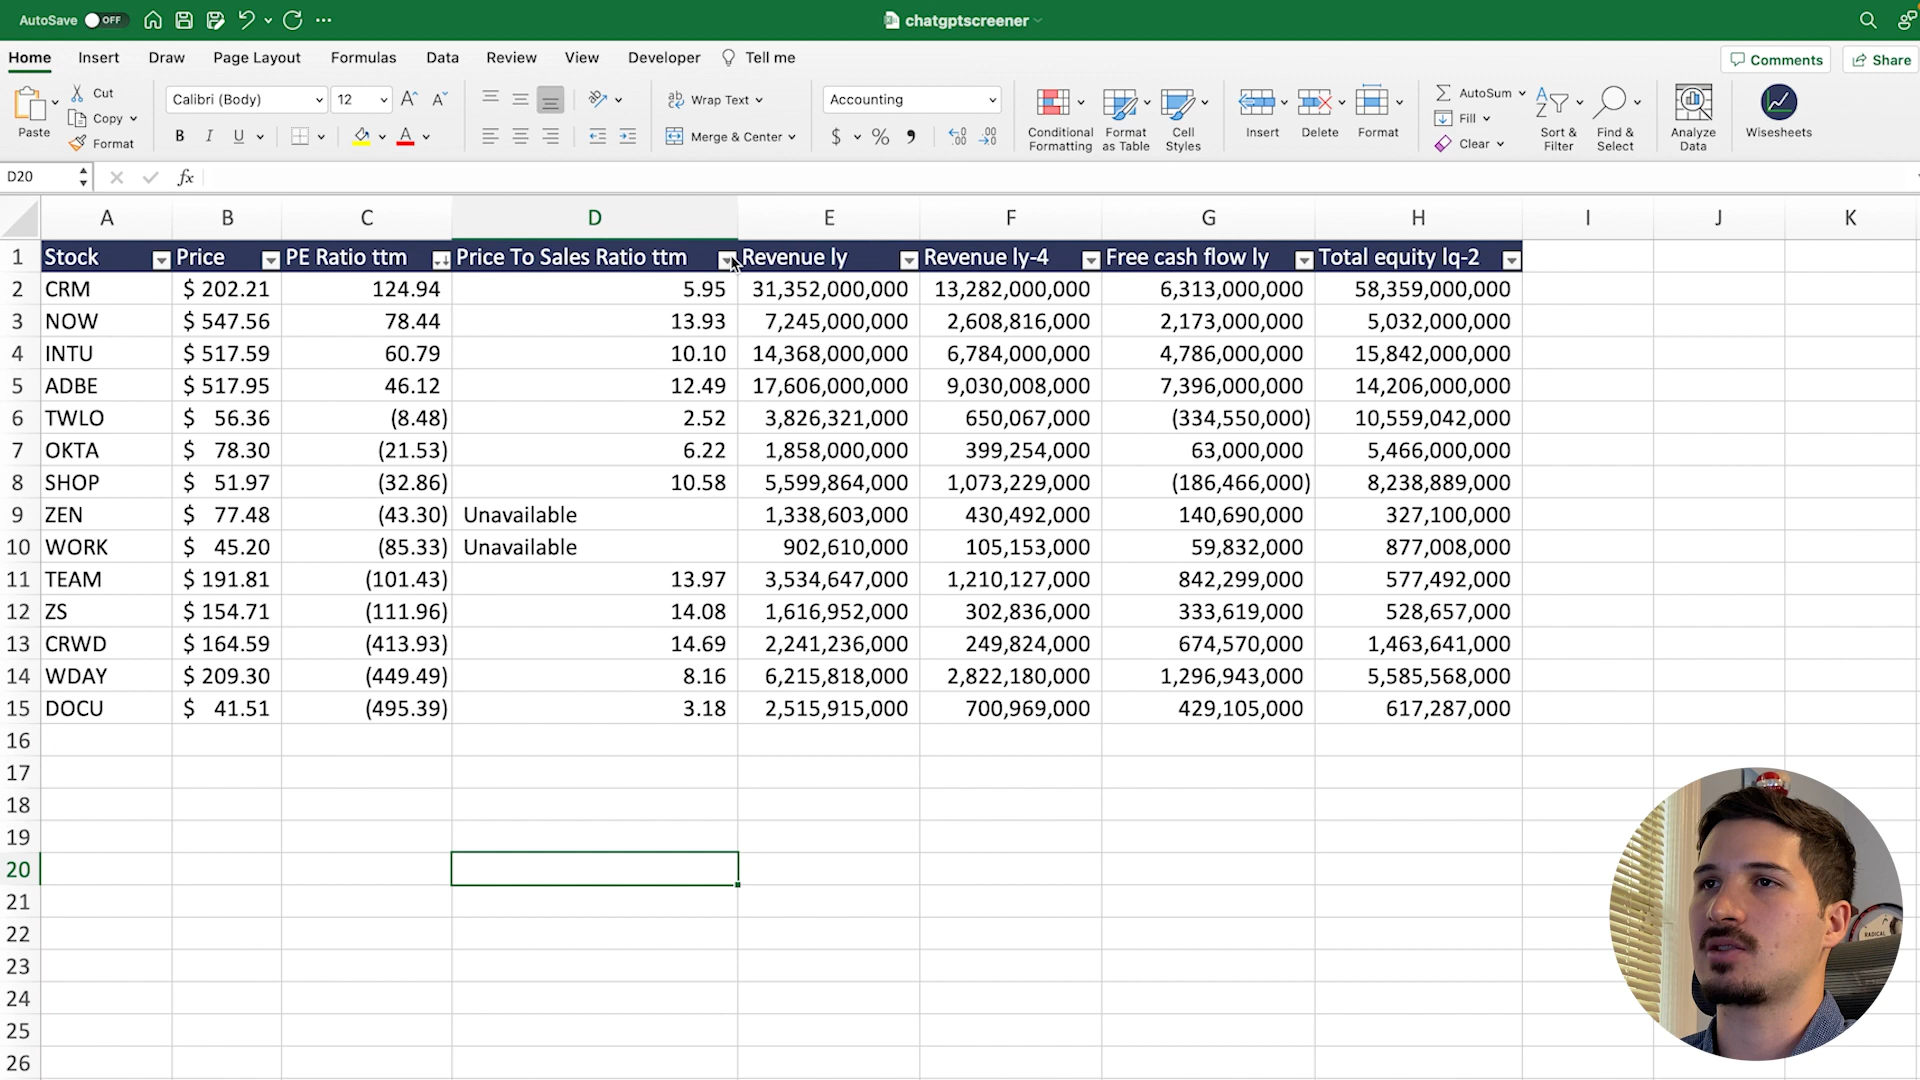 AutoSave OFF chatgptscreener
Home Insert Draw Page Layout Formulas Data Review View Developer Tell me Comments Share
Paste Cut Copy Format
Calibri (Body) 12
B I U A
Wrap Text Merge & Center
Accounting
$ % 9
Conditional Formatting Format as Table Cell Styles
Insert Delete Format
AutoSum Fill Clear
Sort & Filter Find & Select Analyze Data Wisesheets
D20 fx
A B C D E F G H I J K
1 Stock Price PE Ratio ttm Price To Sales Ratio ttm Revenue ly Revenue ly-4 Free cash flow ly Total equity lq-2
2 CRM $ 202.21 124.94 5.95 31,352,000,000 13,282,000,000 6,313,000,000 58,359,000,000
3 NOW $ 547.56 78.44 13.93 7,245,000,000 2,608,816,000 2,173,000,000 5,032,000,000
4 INTU $ 517.59 60.79 10.10 14,368,000,000 6,784,000,000 4,786,000,000 15,842,000,000
5 ADBE $ 517.95 46.12 12.49 17,606,000,000 9,030,008,000 7,396,000,000 14,206,000,000
6 TWLO $ 56.36 (8.48) 2.52 3,826,321,000 650,067,000 (334,550,000) 10,559,042,000
7 OKTA $ 78.30 (21.53) 6.22 1,858,000,000 399,254,000 63,000,000 5,466,000,000
8 SHOP $ 51.97 (32.86) 10.58 5,599,864,000 1,073,229,000 (186,466,000) 8,238,889,000
9 ZEN $ 77.48 (43.30) Unavailable 1,338,603,000 430,492,000 140,690,000 327,100,000
10 WORK $ 45.20 (85.33) Unavailable 902,610,000 105,153,000 59,832,000 877,008,000
11 TEAM $ 191.81 (101.43) 13.97 3,534,647,000 1,210,127,000 842,299,000 577,492,000
12 ZS $ 154.71 (111.96) 14.08 1,616,952,000 302,836,000 333,619,000 528,657,000
13 CRWD $ 164.59 (413.93) 14.69 2,241,236,000 249,824,000 674,570,000 1,463,641,000
14 WDAY $ 209.30 (449.49) 8.16 6,215,818,000 2,822,180,000 1,296,943,000 5,585,568,000
15 DOCU $ 41.51 (495.39) 3.18 2,515,915,000 700,969,000 429,105,000 617,287,000
16
17
18
19
20
21
22
23
24
25
26
RADICAL